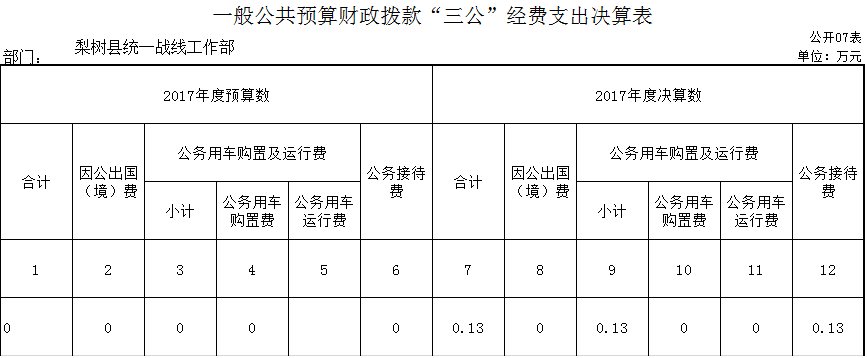 一般公共预算财政拨款“三公”经费支出决算表
公开07表
部门： 梨树县统一战线工作部 单位：万元
2017年度预算数 2017年度决算数
合计 因公出国（境）费 公务用车购置及运行费 公务接待费 合计 因公出国（境）费 公务用车购置及运行费 公务接待费
小计 公务用车购置费 公务用车运行费 小计 公务用车购置费 公务用车运行费
1 2 3 4 5 6 7 8 9 10 11 12
0 0 0 0 0 0.13 0 0.13 0 0 0.13